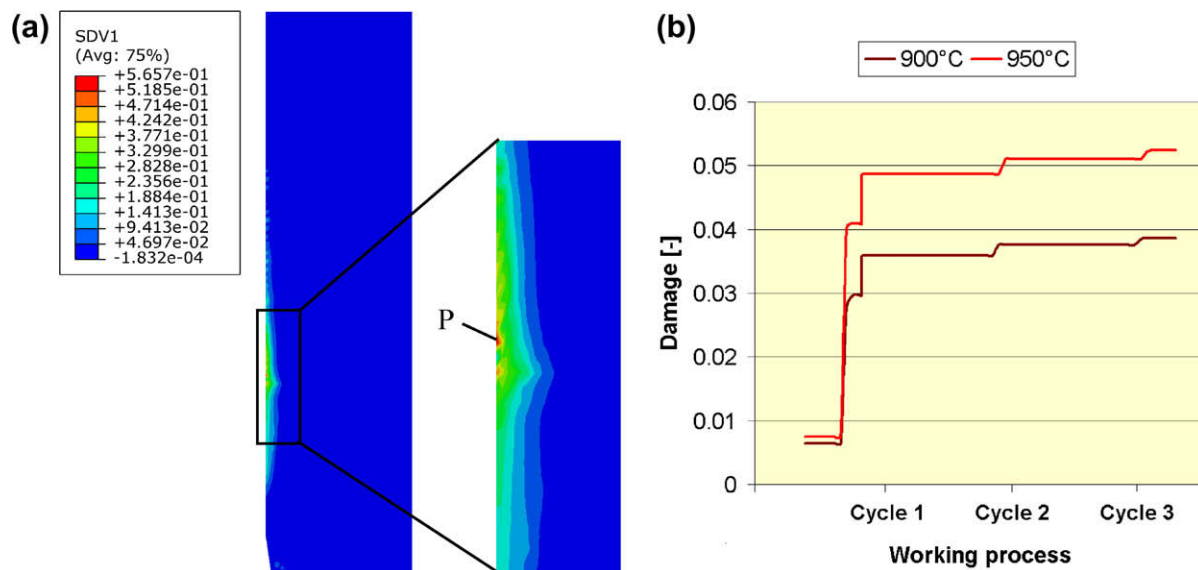 (a)
SDV1
(Avg: 75%)
+5.657e-01
+5.185e-01
+4.714e-01
+4.242e-01
+3.771e-01
+3.299e-01
+2.828e-01
+2.356e-01
+1.884e-01
+1.413e-01
+9.413e-02
+4.697e-02
-1.832e-04
P
(b)
900°C 950°C
0.06
0.05
0.04
0.03
0.02
0.01
0
Damage [-]
Cycle 1 Cycle 2 Cycle 3
Working process